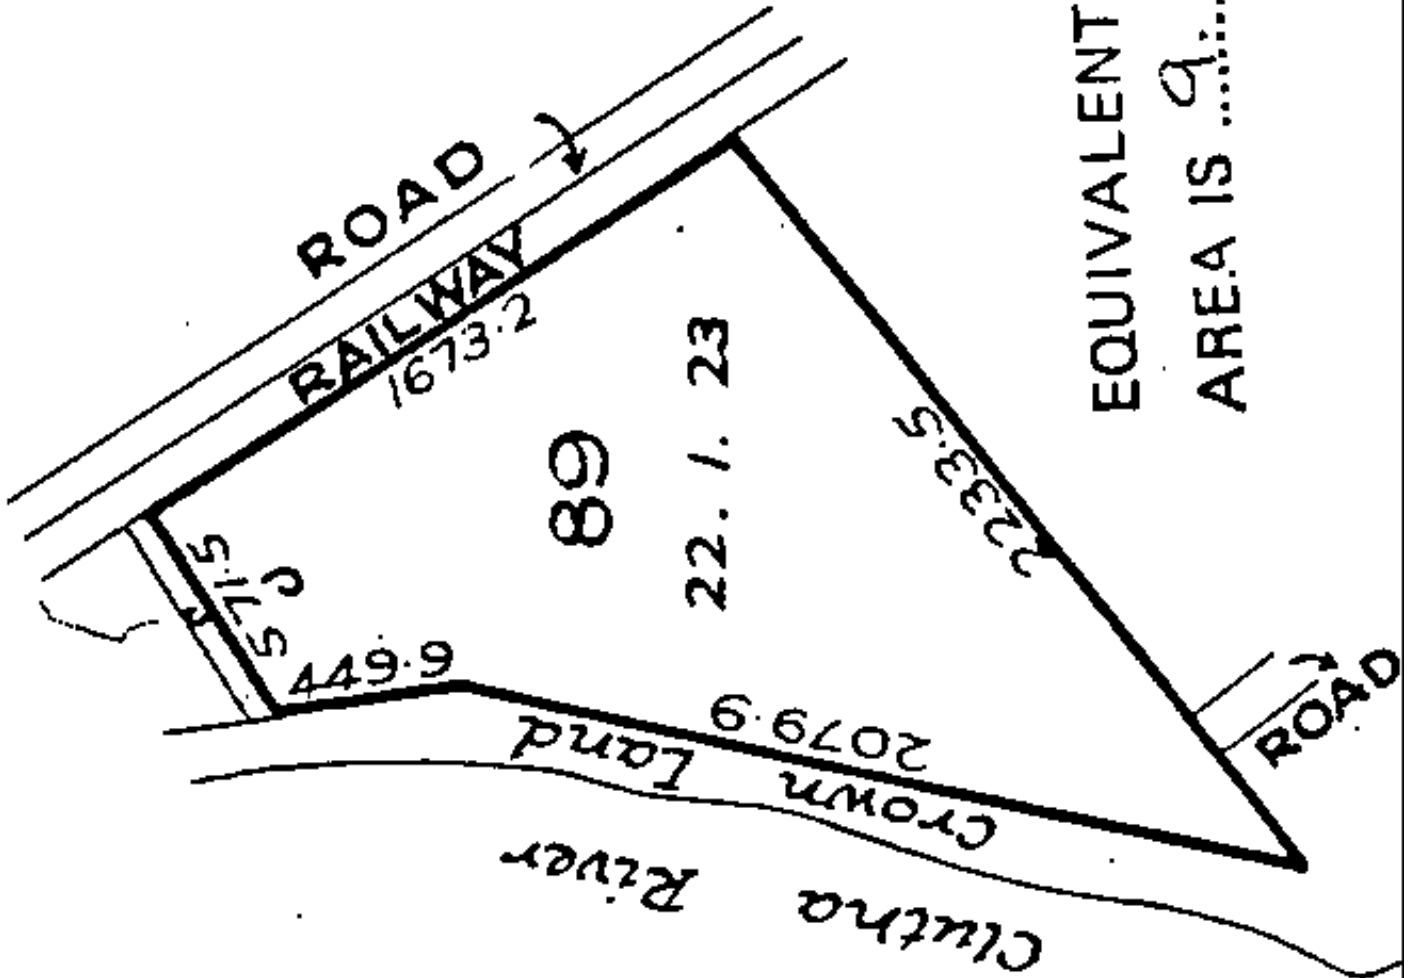 ROAD
RAILWAY
1673·2
571·5
449·9
89
22. 1. 23
2233·5
2079·9
Crown Land
Clutha River
ROAD
EQUIVALENT
AREA IS 9